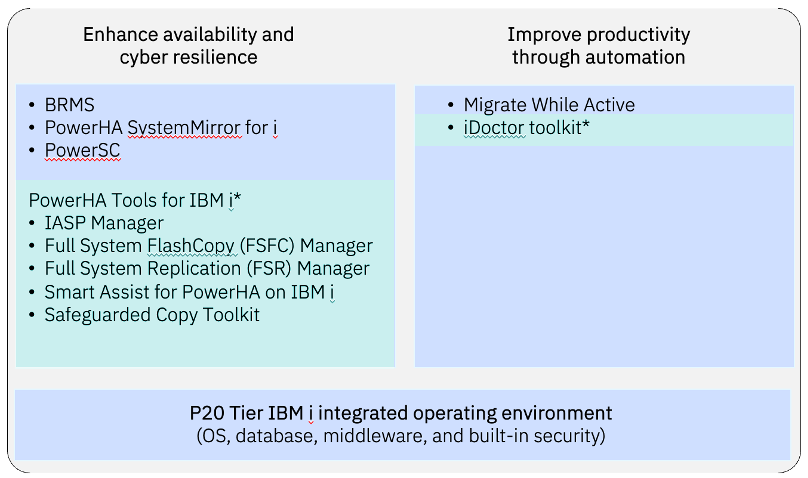 Enhance availability and
cyber resilience
• BRMS
• PowerHA SystemMirror for i
• PowerSC
PowerHA Tools for IBM i*
• IASP Manager
• Full System FlashCopy (FSFC) Manager
• Full System Replication (FSR) Manager
• Smart Assist for PowerHA on IBM i
• Safeguarded Copy Toolkit
Improve productivity
through automation
• Migrate While Active
• iDoctor toolkit*
P20 Tier IBM i integrated operating environment
(OS, database, middleware, and built-in security)